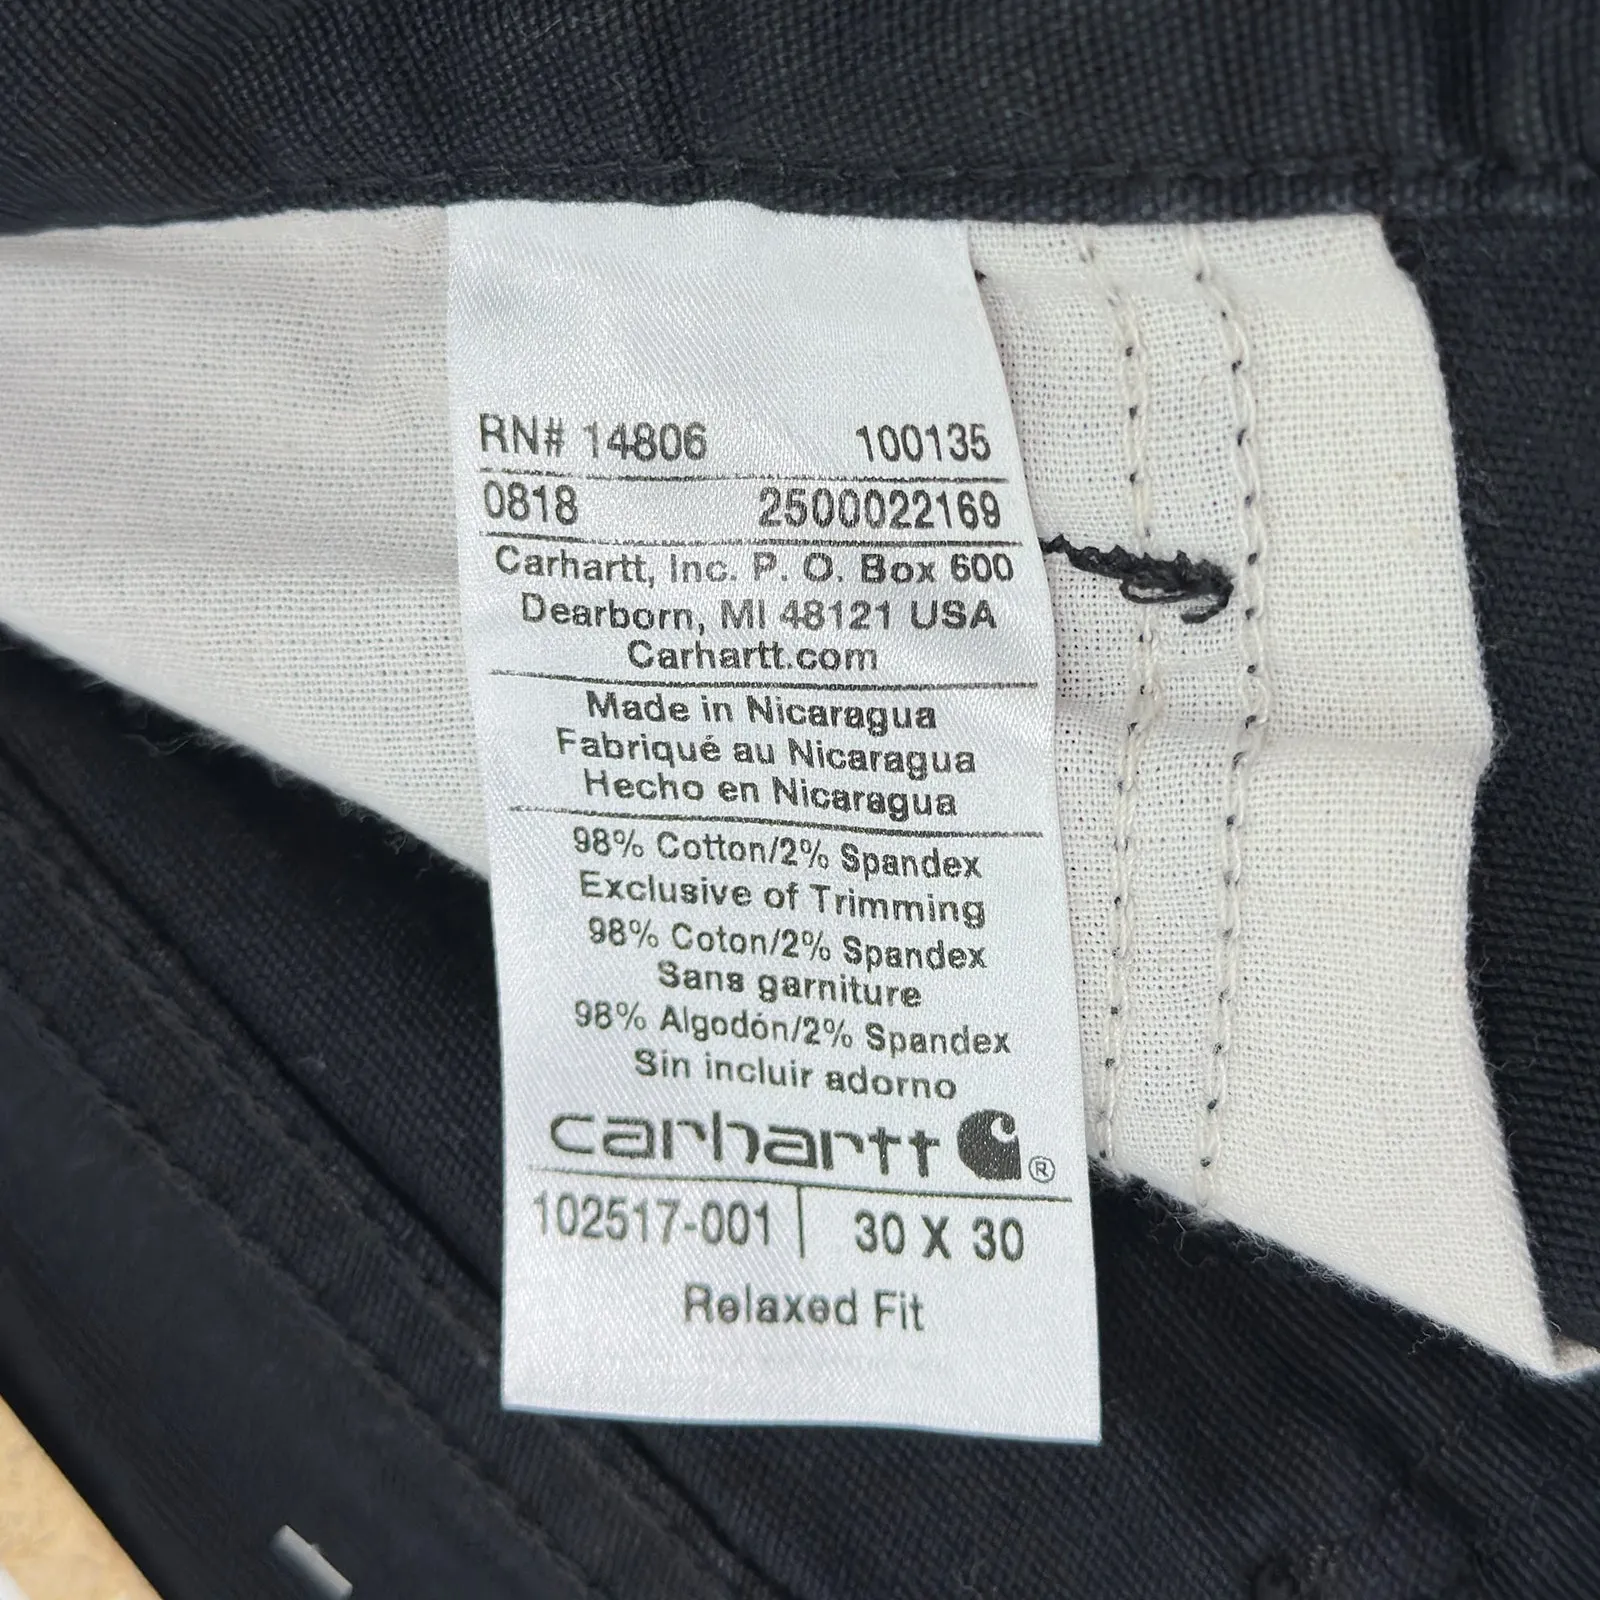 RN# 14806 100135
0818 2500022169
Carhartt, Inc. P. O. Box 600
Dearborn, MI 48121 USA
Carhartt.com
Made in Nicaragua
Fabriqué au Nicaragua
Hecho en Nicaragua
98% Cotton/2% Spandex
Exclusive of Trimming
98% Coton/2% Spandex
Sans garniture
98% Algodón/2% Spandex
Sin incluir adorno
carhartt ®
102517-001 | 30 X 30
Relaxed Fit